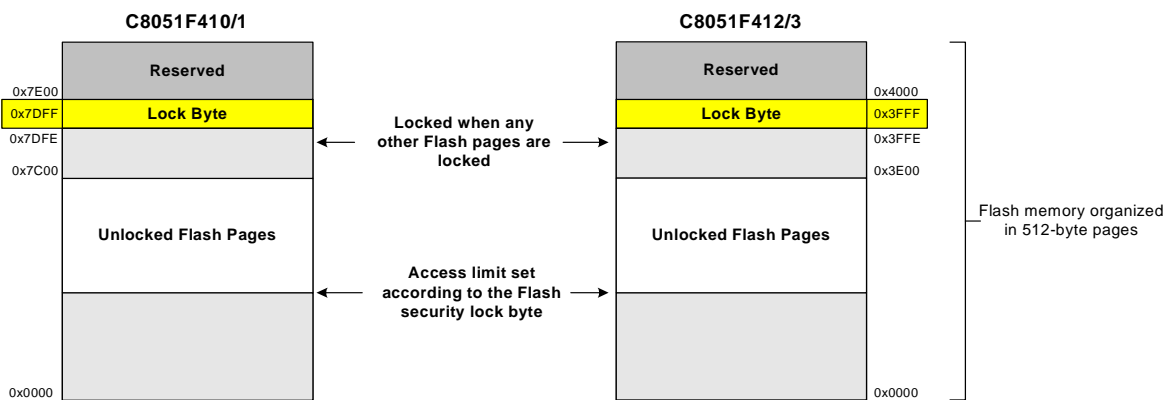 C8051F410/1
C8051F412/3
Reserved
Reserved
0x7E00
0x4000
0x7DFF
Lock Byte
Lock Byte
0x3FFF
0x7DFE
0x3FFE
Locked when any
other Flash pages are
locked
0x7C00
0x3E00
Unlocked Flash Pages
Unlocked Flash Pages
Flash memory organized
in 512-byte pages
Access limit set
according to the Flash
security lock byte
0x0000
0x0000